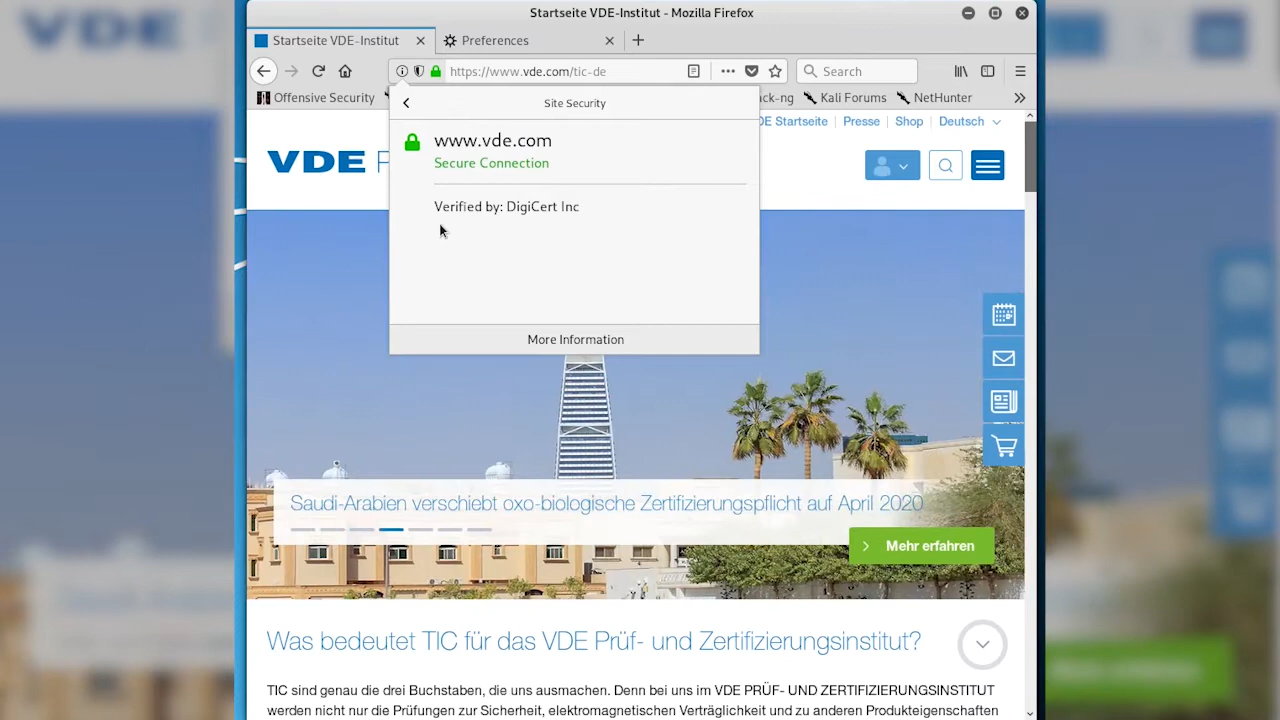 VDE
Startseite VDE-Institut - Mozilla Firefox
Startseite VDE-Institut
Preferences
https://www.vde.com/tic-de
Search
Offensive Security
ck-ng
Kali Forums
NetHunter
Site Security
www.vde.com
Secure Connection
Verified by: DigiCert Inc
More Information
DE Startseite
Presse
Shop
Deutsch
VDE
Saudi-Arabien verschiebt oxo-biologische Zertifizierungspflicht auf April 2020
Mehr erfahren
Was bedeutet TIC für das VDE Prüf- und Zertifizierungsinstitut?
TIC sind genau die drei Buchstaben, die uns ausmachen. Denn bei uns im VDE PRÜF- UND ZERTIFIZIERUNGSINSTITUT
werden nicht nur die Prüfungen zur Sicherheit, elektromagnetischen Verträglichkeit und zu anderen Produkteigenschaften